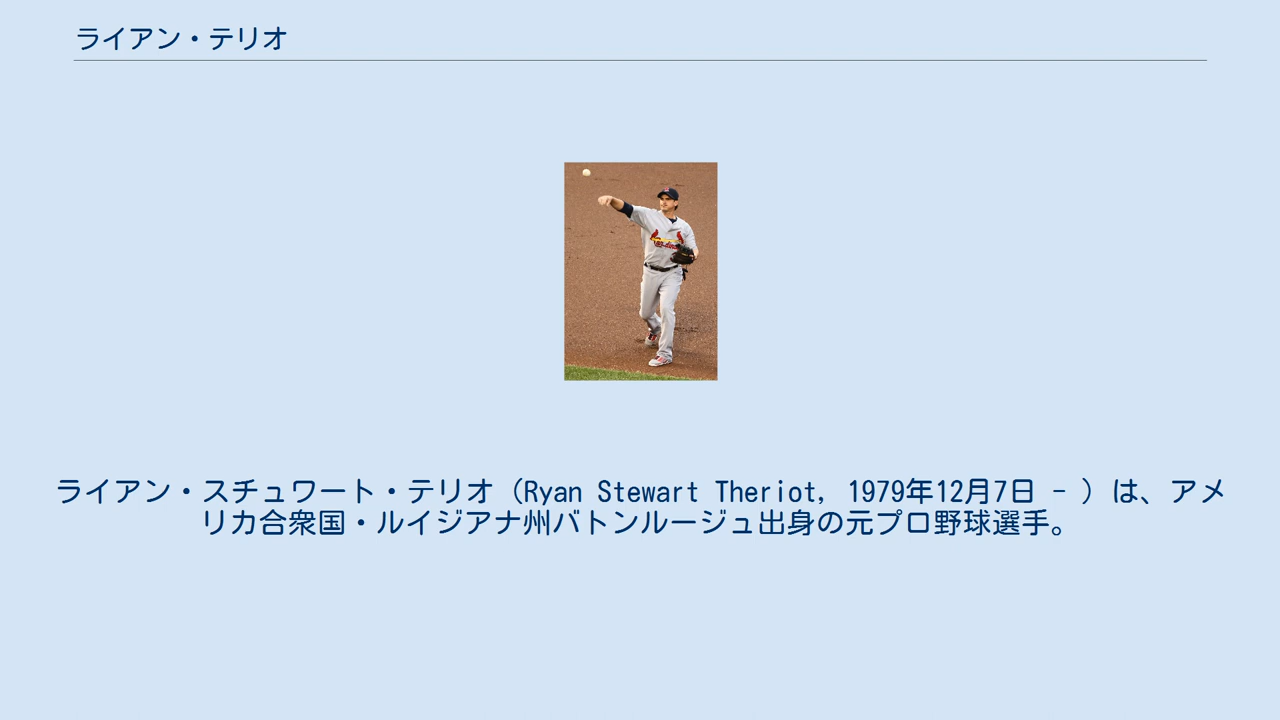 ライアン・テリオ
Cardinals
ライアン・スチュワート・テリオ（Ryan Stewart Theriot, 1979年12月7日 - ）は、アメ
リカ合衆国・ルイジアナ州バトンルージュ出身の元プロ野球選手。